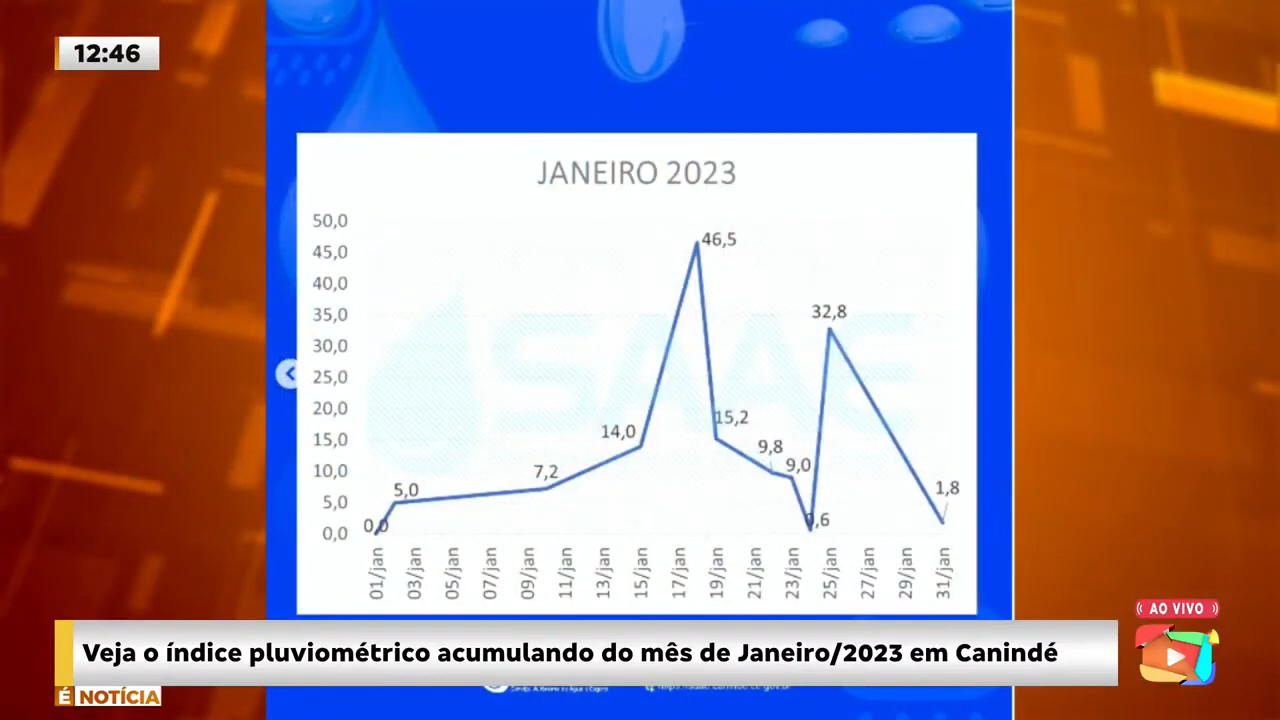 12:46
JANEIRO 2023
50,0
45,0
40,0
35,0
30,0
25,0
20,0
15,0
10,0
5,0
0,0
0,0
5,0
7,2
14,0
46,5
15,2
9,8
9,0
0,6
32,8
1,8
SAAE
01/jan
03/jan
05/jan
07/jan
09/jan
11/jan
13/jan
15/jan
17/jan
19/jan
21/jan
23/jan
25/jan
27/jan
29/jan
31/jan
AO VIVO
Veja o índice pluviométrico acumulando do mês de Janeiro/2023 em Canindé
É NOTÍCIA